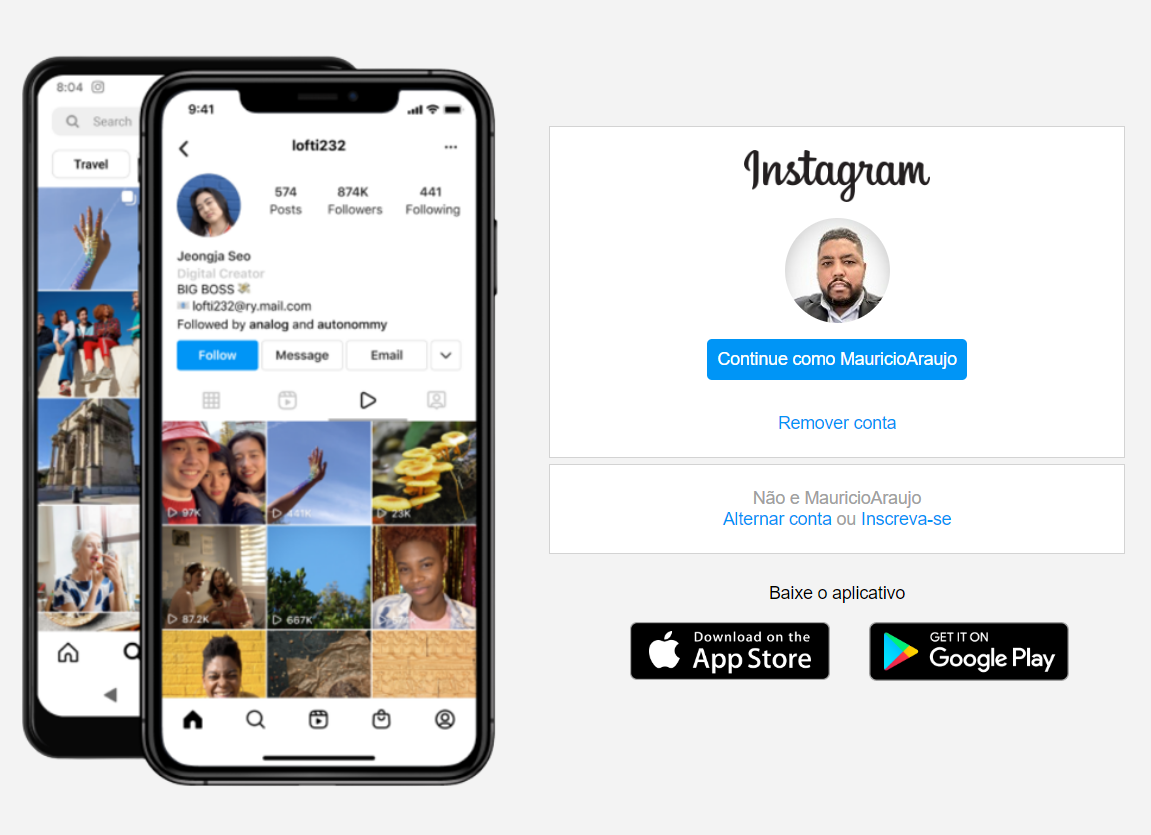 8:04
Search
Travel
9:41
lofti232
574
Posts
874K
Followers
441
Following
Jeongja Seo
Digital Creator
BIG BOSS
lofti232@ry.mail.com
Followed by analog and autonommy
Follow
Message
Email
97K
441K
23K
87.2K
667K
Instagram
Continue como MauricioAraujo
Remover conta
Não e MauricioAraujo
Alternar conta ou Inscreva-se
Baixe o aplicativo
Download on the
App Store
GET IT ON
Google Play